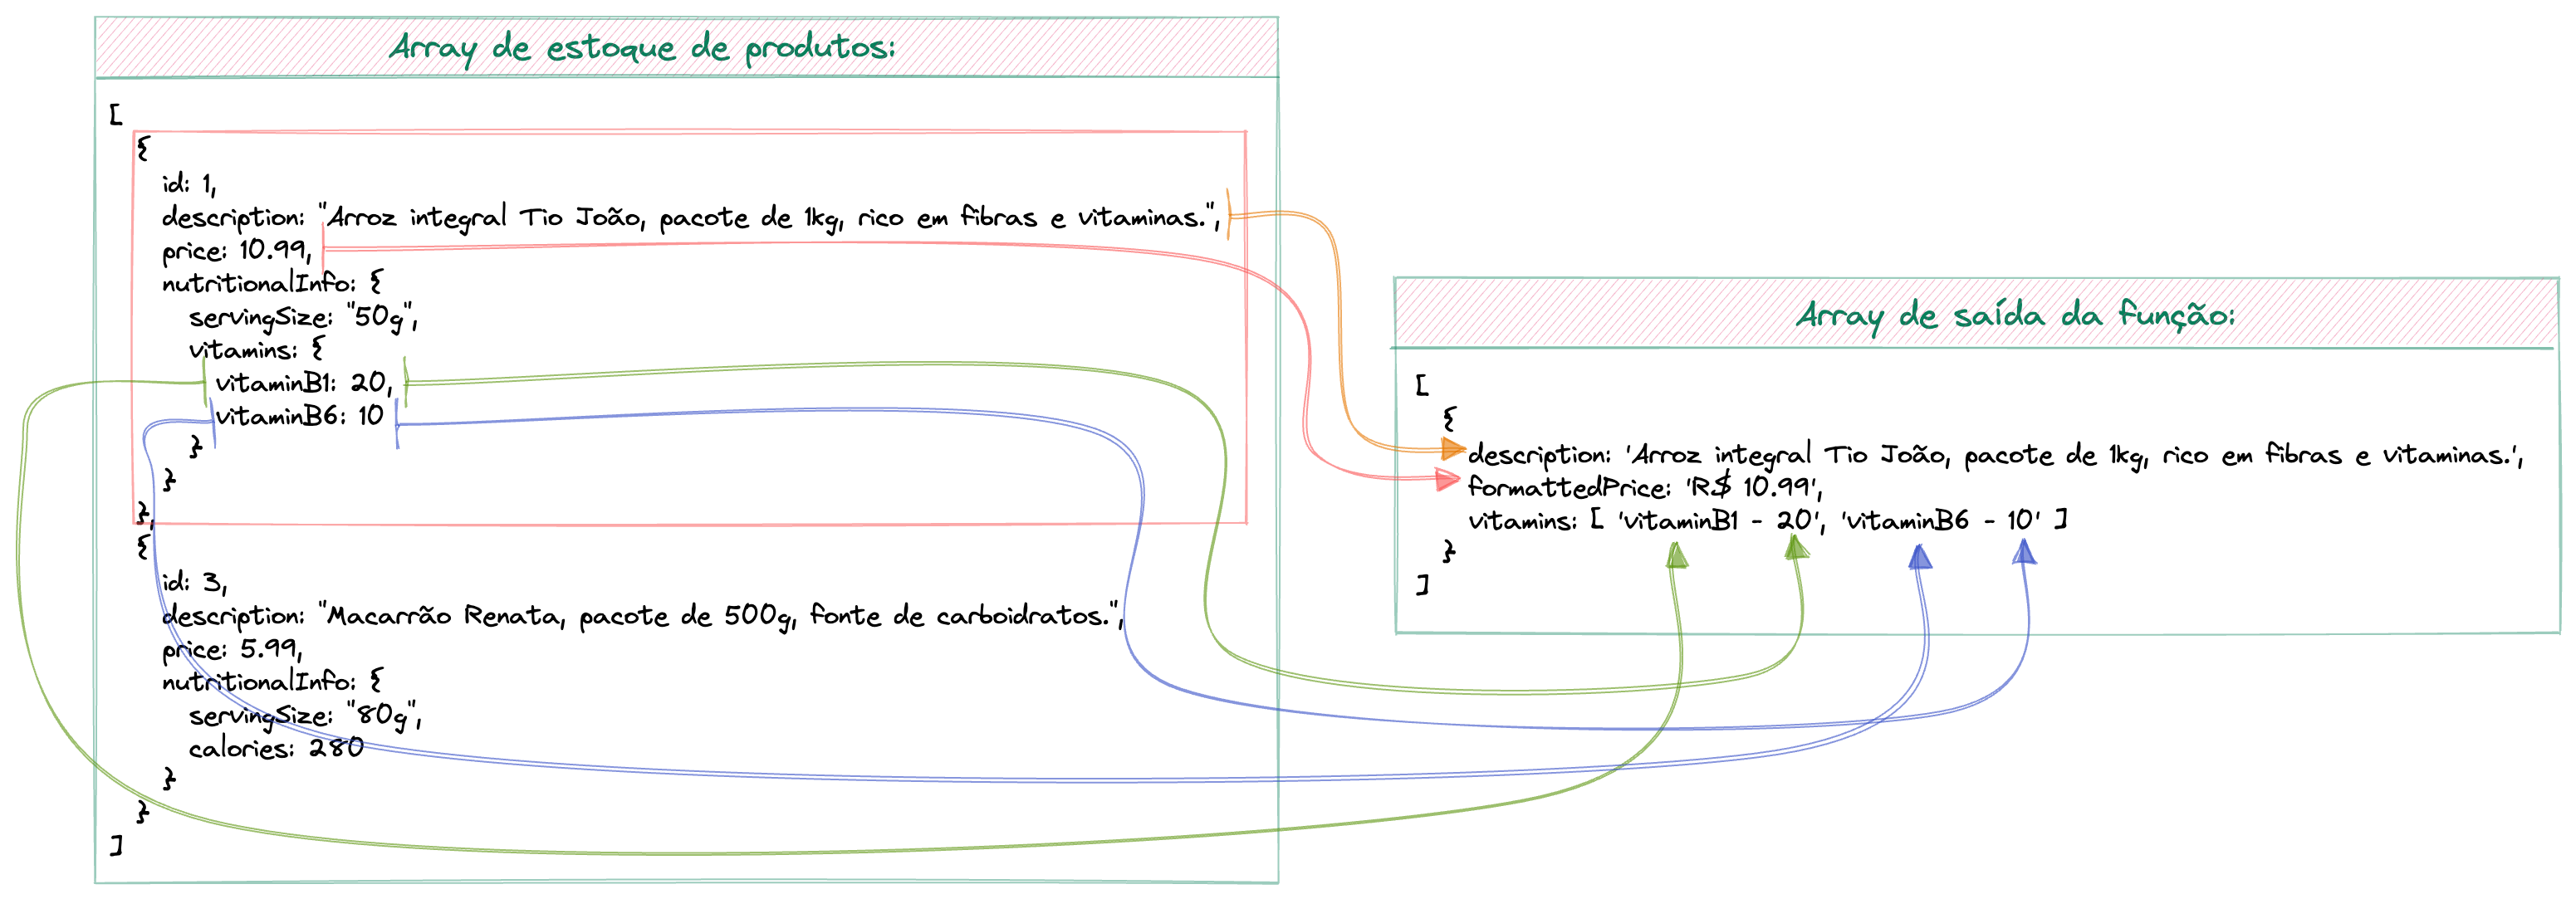 Array de estoque de produtos:
[
{
id: 1,
description: "Arroz integral Tio João, pacote de 1kg, rico em fibras e vitaminas.",
price: 10.99,
nutritionalInfo: {
servingSize: "50g",
vitamins: {
vitaminB1: 20,
vitaminB6: 10
}
}
},
{
id: 3,
description: "Macarrão Renata, pacote de 500g, fonte de carboidratos.",
price: 5.99,
nutritionalInfo: {
servingSize: "80g",
calories: 280
}
}
]
Array de saída da função:
[
{
description: 'Arroz integral Tio João, pacote de 1kg, rico em fibras e vitaminas.',
formattedPrice: 'R$ 10.99',
vitamins: [ 'vitaminB1 - 20', 'vitaminB6 - 10' ]
}
]